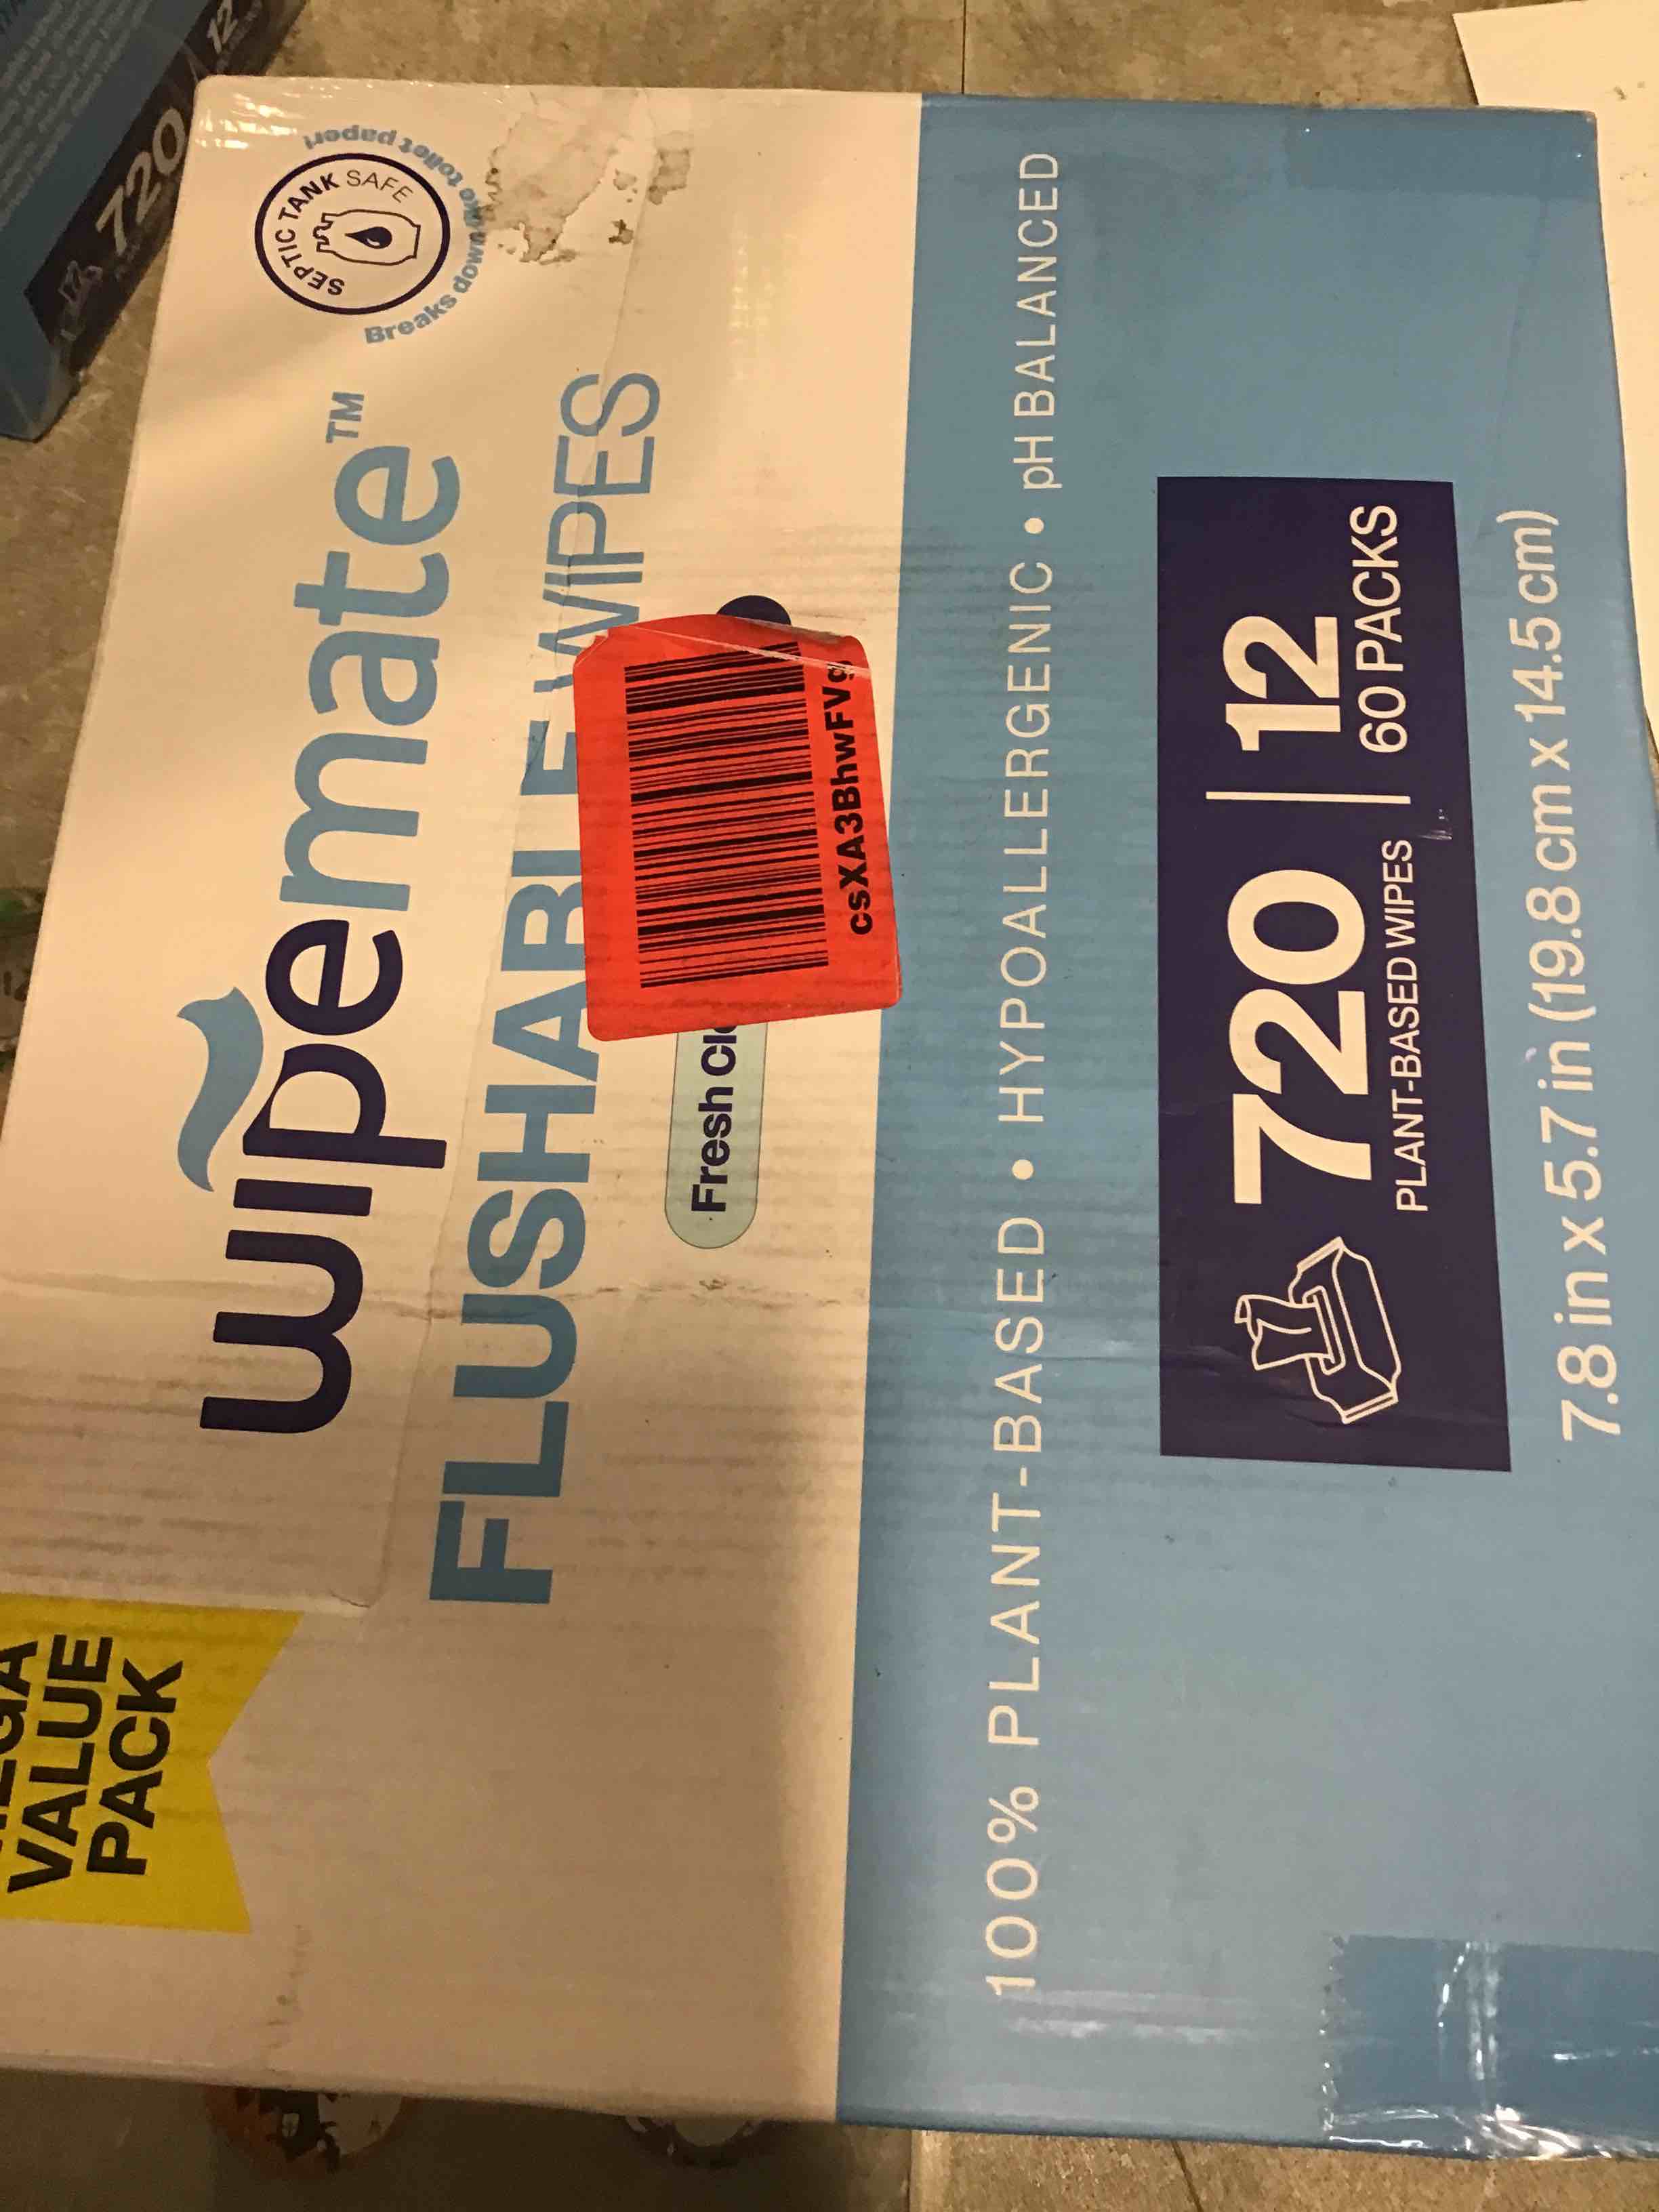 VALUE
PACK
wipemate™
SEPTIC TANK SAFE
Breaks down like toilet paper!
FLUSHABLE WIPES
Fresh
100% PLANT-BASED • HYPOALLERGENIC • pH BALANCED
720 | 12
PLANT-BASED WIPES 60 PACKS
7.8 in x 5.7 in (19.8 cm x 14.5 cm)
720
12